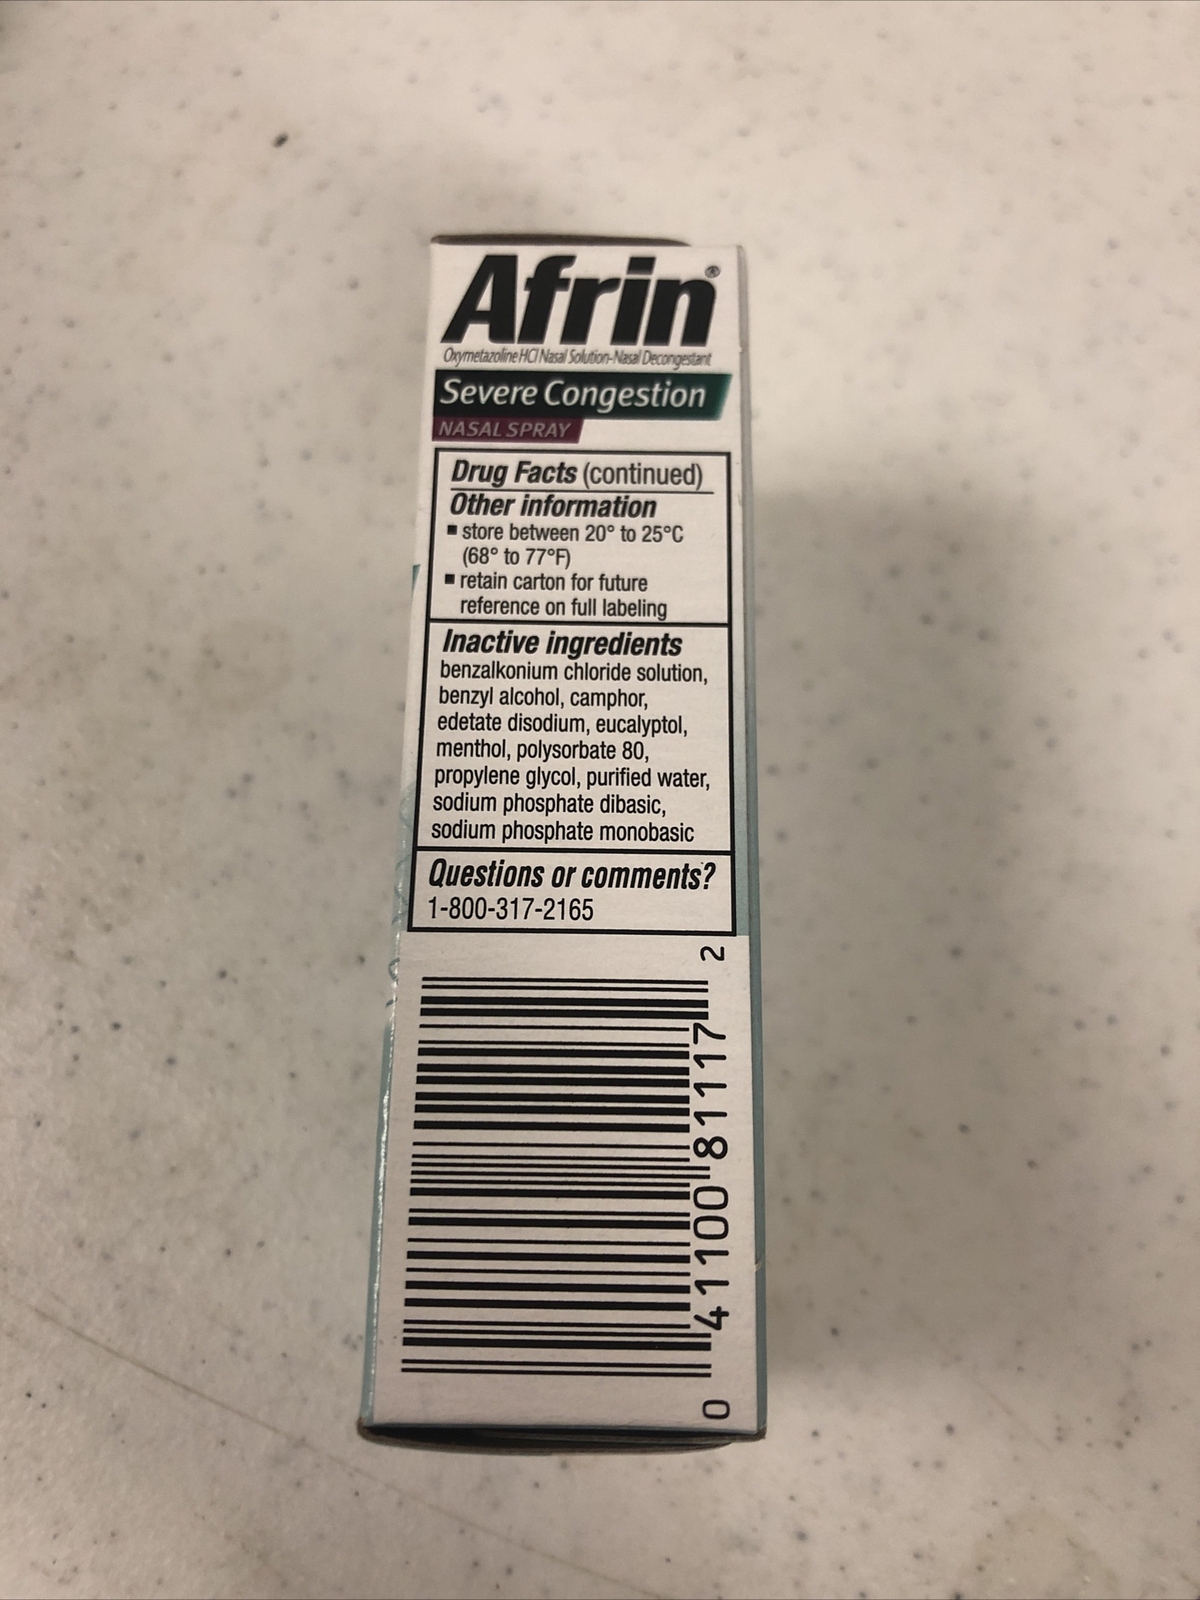 Afrin®
Oxymetazoline HCl Nasal Solution-Nasal Decongestant
Severe Congestion
NASAL SPRAY
Drug Facts (continued)
Other information
▪ store between 20° to 25°C
(68° to 77°F)
▪ retain carton for future
reference on full labeling
Inactive ingredients
benzalkonium chloride solution,
benzyl alcohol, camphor,
edetate disodium, eucalyptol,
menthol, polysorbate 80,
propylene glycol, purified water,
sodium phosphate dibasic,
sodium phosphate monobasic
Questions or comments?
1-800-317-2165
0 41100 81117 2